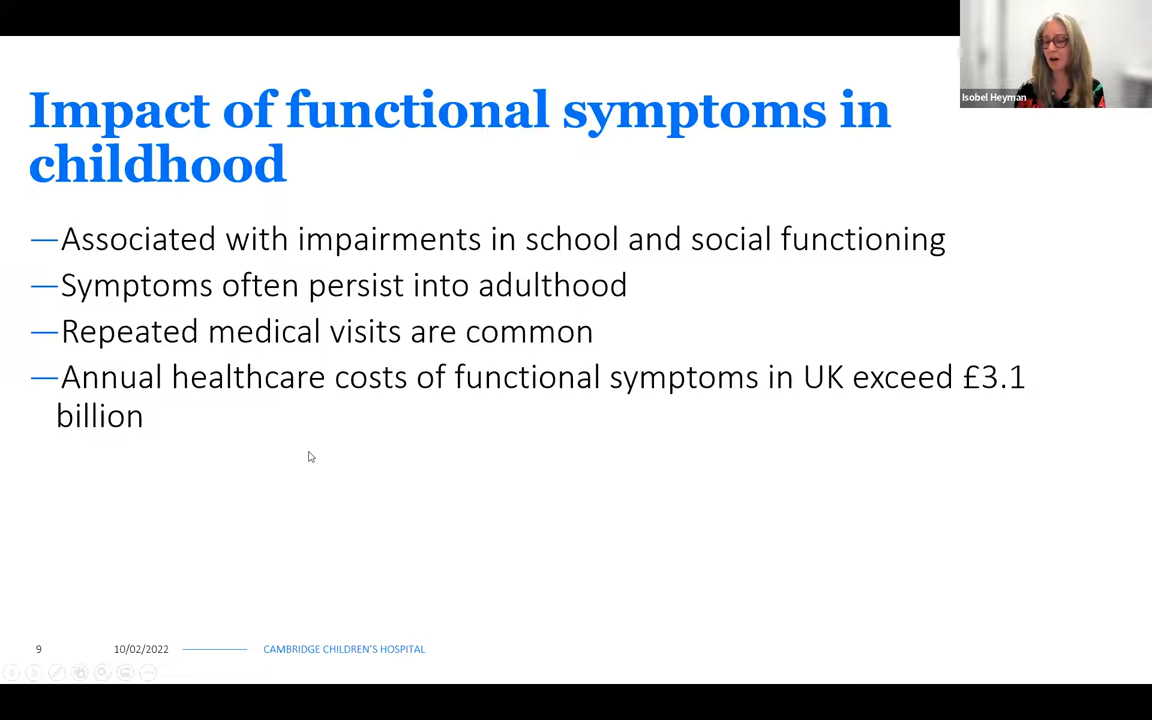 Isobel Heyman
Impact of functional symptoms in
childhood
—Associated with impairments in school and social functioning
—Symptoms often persist into adulthood
—Repeated medical visits are common
—Annual healthcare costs of functional symptoms in UK exceed £3.1
billion
9 10/02/2022 CAMBRIDGE CHILDREN'S HOSPITAL